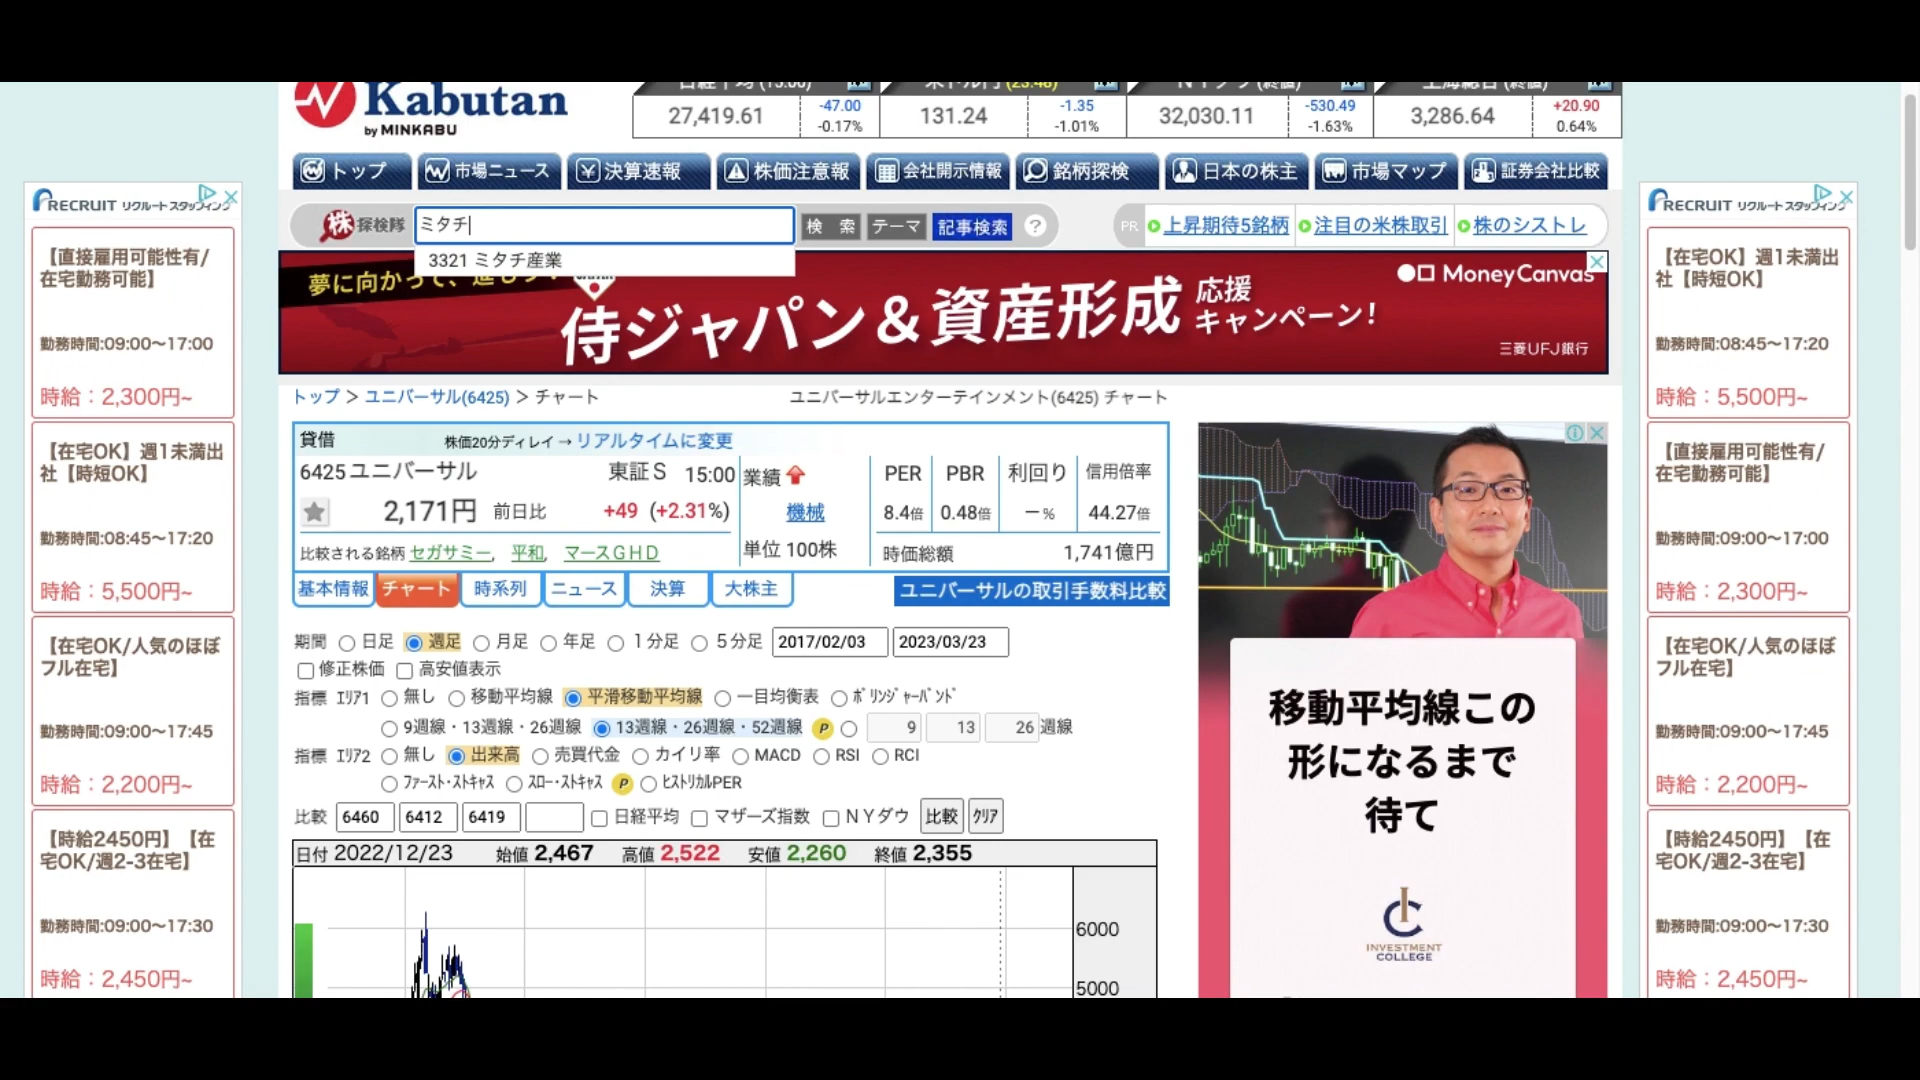 Kabutan
by MINKABU
27,419.61
-47.00
-0.17%
131.24
-1.35
-1.01%
32,030.11
-530.49
-1.63%
3,286.64
+20.90
0.64%
トップ
市場ニュース
決算速報
株価注意報
会社開示情報
銘柄探検
日本の株主
市場マップ
証券会社比較
株探検隊
ミタチ
検 索
テーマ
記事検索
?
PR
上昇期待5銘柄
注目の米株取引
株のシストレ
3321 ミタチ産業
侍ジャパン&資産形成
応援
キャンペーン!
MoneyCanvas
三菱UFJ銀行
トップ > ユニバーサル(6425) > チャート
ユニバーサルエンターテインメント(6425) チャート
貸借
株価20分ディレイ → リアルタイムに変更
6425 ユニバーサル
東証S 15:00
2,171円 前日比 +49 (+2.31%)
比較される銘柄 セガサミー, 平和, マースGHD
業績
機械
単位 100株
PER PBR 利回り 信用倍率
8.4倍 0.48倍 －% 44.27倍
時価総額 1,741億円
基本情報
チャート
時系列
ニュース
決算
大株主
ユニバーサルの取引手数料比較
期間 日足 週足 月足 年足 1分足 5分足 2017/02/03 2023/03/23
修正株価 高安値表示
指標 ｴﾘｱ1 無し 移動平均線 平滑移動平均線 一目均衡表 ﾎﾞﾘﾝｼﾞｬｰﾊﾞﾝﾄﾞ
9週線・13週線・26週線 13週線・26週線・52週線 P 9 13 26 週線
指標 ｴﾘｱ2 無し 出来高 売買代金 カイリ率 MACD RSI RCI
ﾌｧｰｽﾄ・ｽﾄｷｬｽ ｽﾛｰ・ｽﾄｷｬｽ P ﾋｽﾄﾘｶﾙPER
比較 6460 6412 6419 日経平均 マザーズ指数 NYダウ 比較 ｸﾘｱ
日付 2022/12/23 始値 2,467 高値 2,522 安値 2,260 終値 2,355
6000
5000
RECRUIT リクルートスタッフィング
【直接雇用可能性有/
在宅勤務可能】
勤務時間:09:00〜17:00
時給：2,300円~
【在宅OK】週1未満出
社【時短OK】
勤務時間:08:45〜17:20
時給：5,500円~
【在宅OK/人気のほぼ
フル在宅】
勤務時間:09:00〜17:45
時給：2,200円~
【時給2450円】【在
宅OK/週2-3在宅】
勤務時間:09:00〜17:30
時給：2,450円~
移動平均線この
形になるまで
待て
INVESTMENT
COLLEGE
RECRUIT リクルートスタッフィング
【在宅OK】週1未満出
社【時短OK】
勤務時間:08:45〜17:20
時給：5,500円~
【直接雇用可能性有/
在宅勤務可能】
勤務時間:09:00〜17:00
時給：2,300円~
【在宅OK/人気のほぼ
フル在宅】
勤務時間:09:00〜17:45
時給：2,200円~
【時給2450円】【在
宅OK/週2-3在宅】
勤務時間:09:00〜17:30
時給：2,450円~